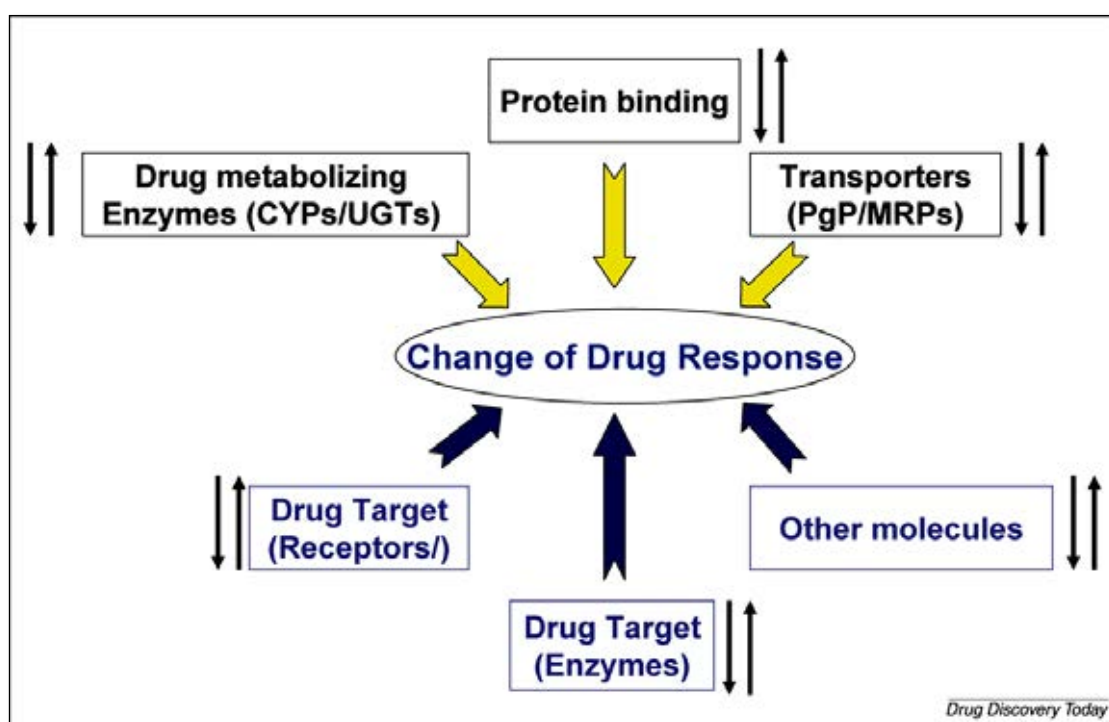 Protein binding
Drug metabolizing
Enzymes (CYPs/UGTs)
Transporters
(PgP/MRPs)
Change of Drug Response
Drug Target
(Receptors/)
Other molecules
Drug Target
(Enzymes)
Drug Discovery Today